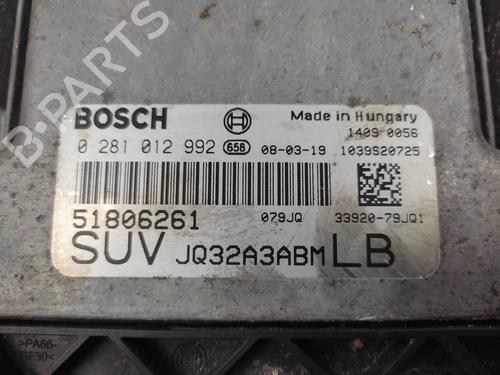 BOSCH
Made in Hungary
1409 0056
0 281 012 992 658 08-03-19 1039S20725
51806261
079JQ
33920-79JQ1
SUV JQ32A3ABM LB
>PA66-
GF30<
B-PARTS